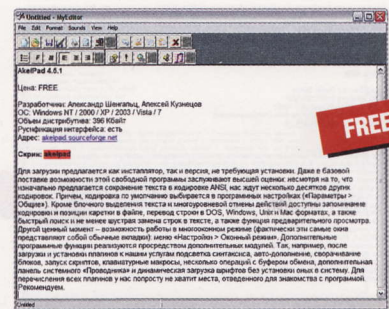 Untitled - MyEditor
File Edit Format Sounds View Help
AkelPad 4.8.1
Цена: FREE
Разработчики: Александр Шенгальц, Алексей Кузнецов
ОС: Windows NT / 2000 / XP / 2003 / Vista / 7
Объем дистрибутива: 396 Кбайт
Русификация интерфейса: есть
Адрес: akelpad.sourceforge.net
FREE
Скрин: akelpad
Для загрузки предлагается как инсталлятор, так и версия, не требующая установки. Даже в базовой
поставке возможности этой свободной программы заслуживают высшей оценки: несмотря на то, что
изначально предлагается сохранение текста в кодировке ANSI, нас ждут несколько десятков других
кодировок. Причем, кодировка по умолчанию выбирается в программных настройках («Параметры >
Общие»). Кроме блочного выделения текста и многоуровневой отмены действий доступны запоминание
кодировки и позиции каретки в файле, перевод строки в DOS, Windows, Unix и Mac форматах, а также
быстрый поиск и не менее шустрая замена строк в тексте, а также функция предварительного просмотра.
Другой ценный момент – возможность работы в многооконном режиме (фактически эти самые окна
представляют собой обычные вкладки): меню «Настройки > Оконный режим». Дополнительные
программные функции реализуются посредством дополнительных модулей. Так, например, после
загрузки и установки плагинов к нашим услугам подсветка синтаксиса, авто-дополнение, сворачивание
блоков, запуск скриптов, клавиатурные макросы, несколько операций с буфером обмена, дополнительная
панель системного «Проводника» и динамическая загрузка шрифтов без установки оных в систему. Для
перечисления всех плагинов у нас попросту не хватит места, отведенного для знакомства с программой.
Рекомендуем.
Untitled